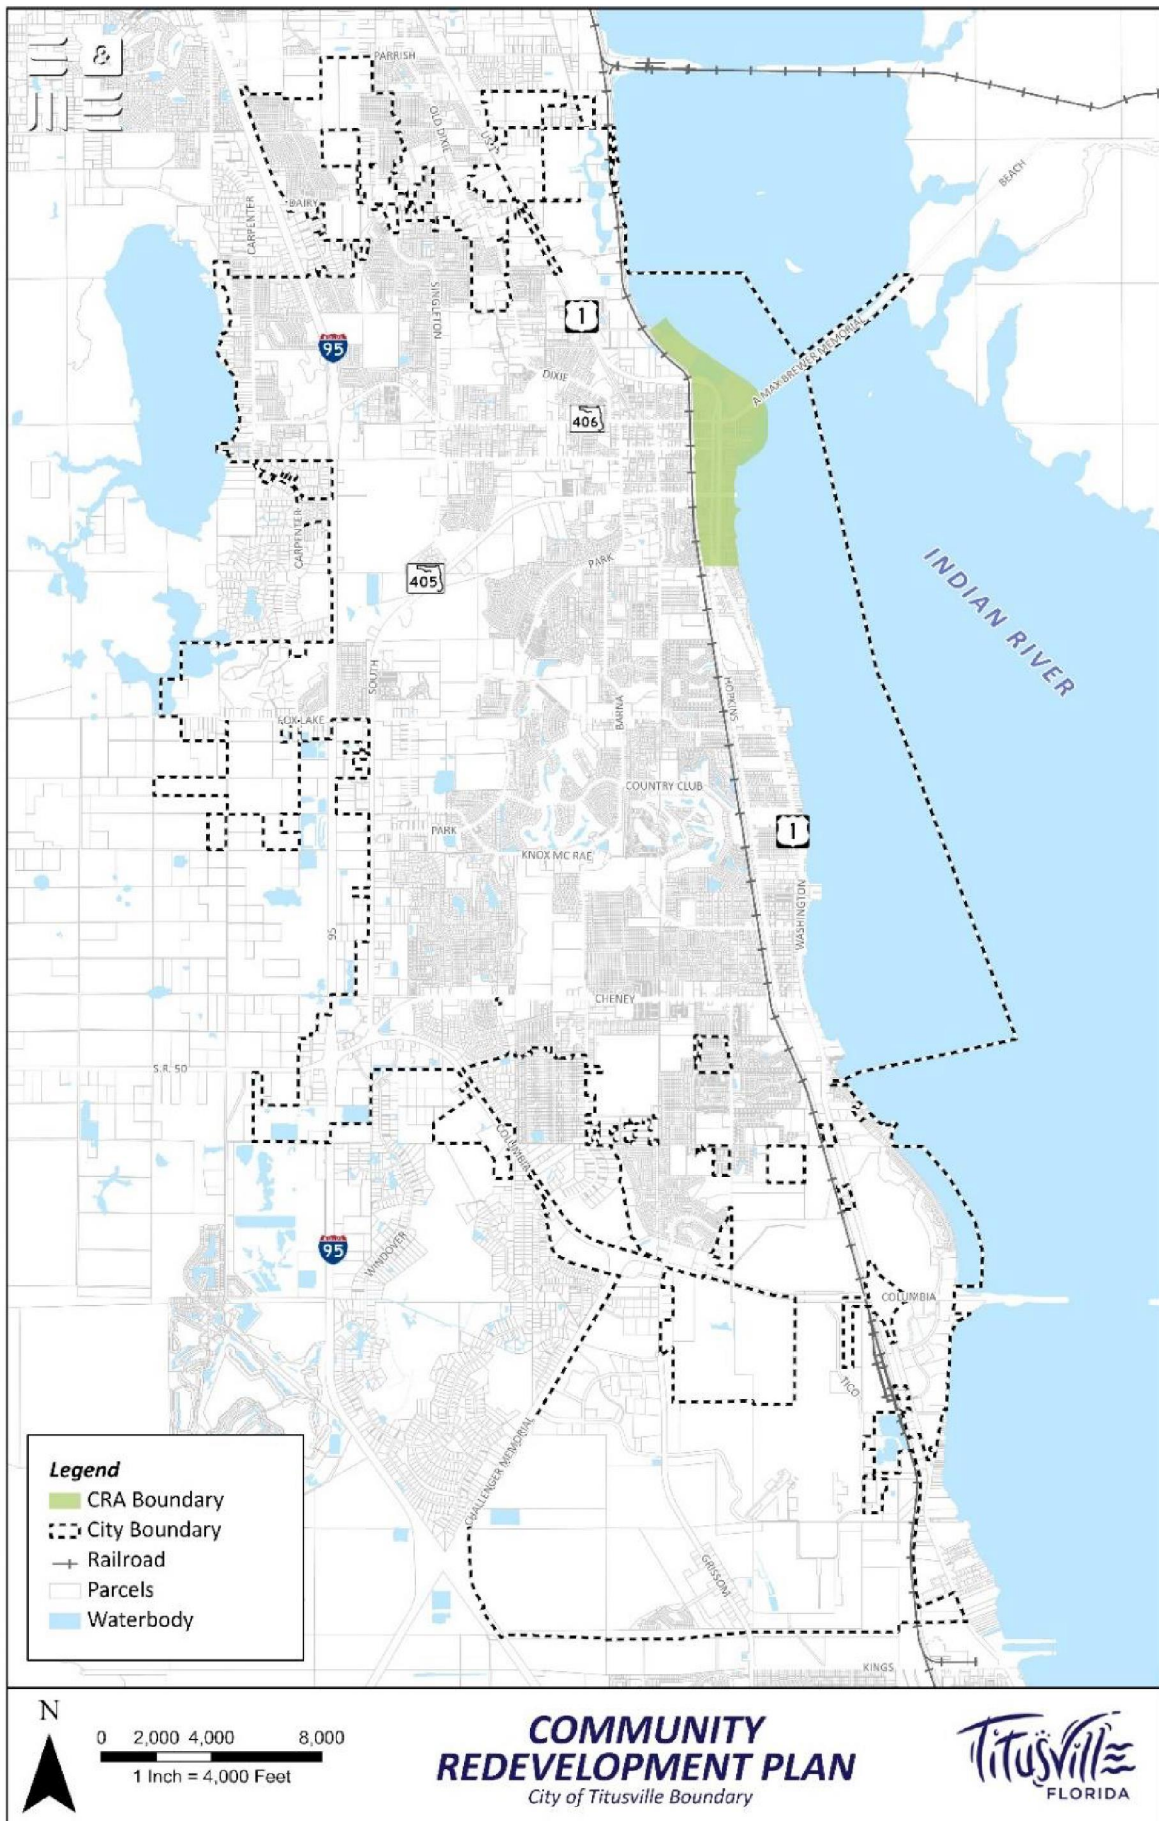 &
PARRISH
OLD DIXIE
US 1
BEACH
CARPENTER
DAIRY
SINGLETON
1
95
A MAX BREWER MEMORIAL
DIXIE
406
CARPENTER
PARK
405
INDIAN RIVER
SOUTH
HOPKINS
BARNA
FOX LAKE
COUNTRY CLUB
PARK
1
KNOX MC RAE
WASHINGTON
95
CHENEY
S.R. 50
COLUMBIA
WINDOVER
95
COLUMBIA
TICO
CHALLENGER MEMORIAL
GRISSOM
KINGS
Legend
CRA Boundary
City Boundary
Railroad
Parcels
Waterbody
N
0 2,000 4,000 8,000
1 Inch = 4,000 Feet
COMMUNITY
REDEVELOPMENT PLAN
City of Titusville Boundary
Titusville
FLORIDA